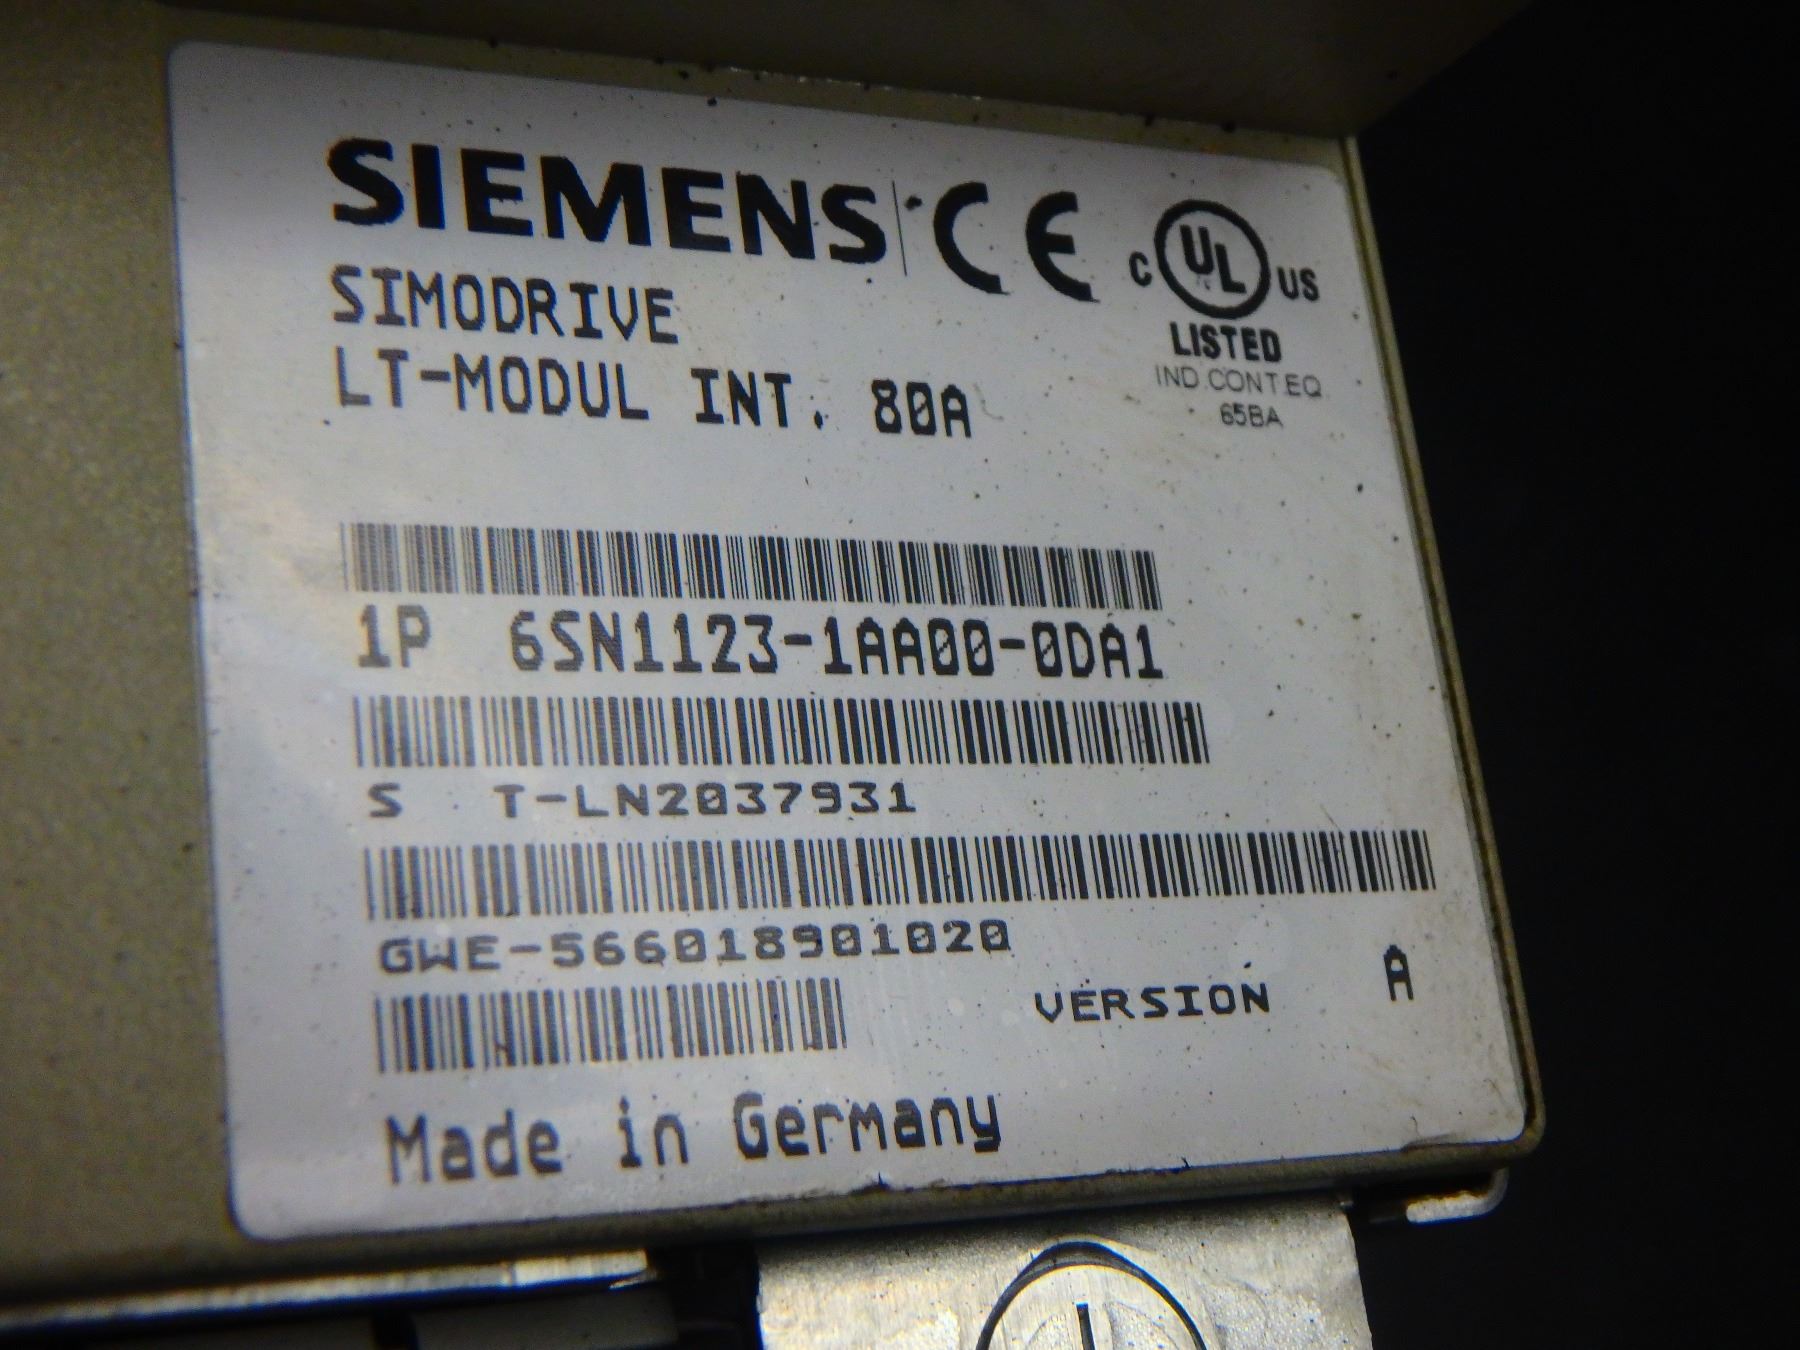 SIEMENS CE
C UL US
LISTED
IND.CONT.EQ
65BA
SIMODRIVE
LT-MODUL INT. 80A
1P 6SN1123-1AA00-0DA1
S T-LN2037931
GWE-566018901020
VERSION A
Made in Germany